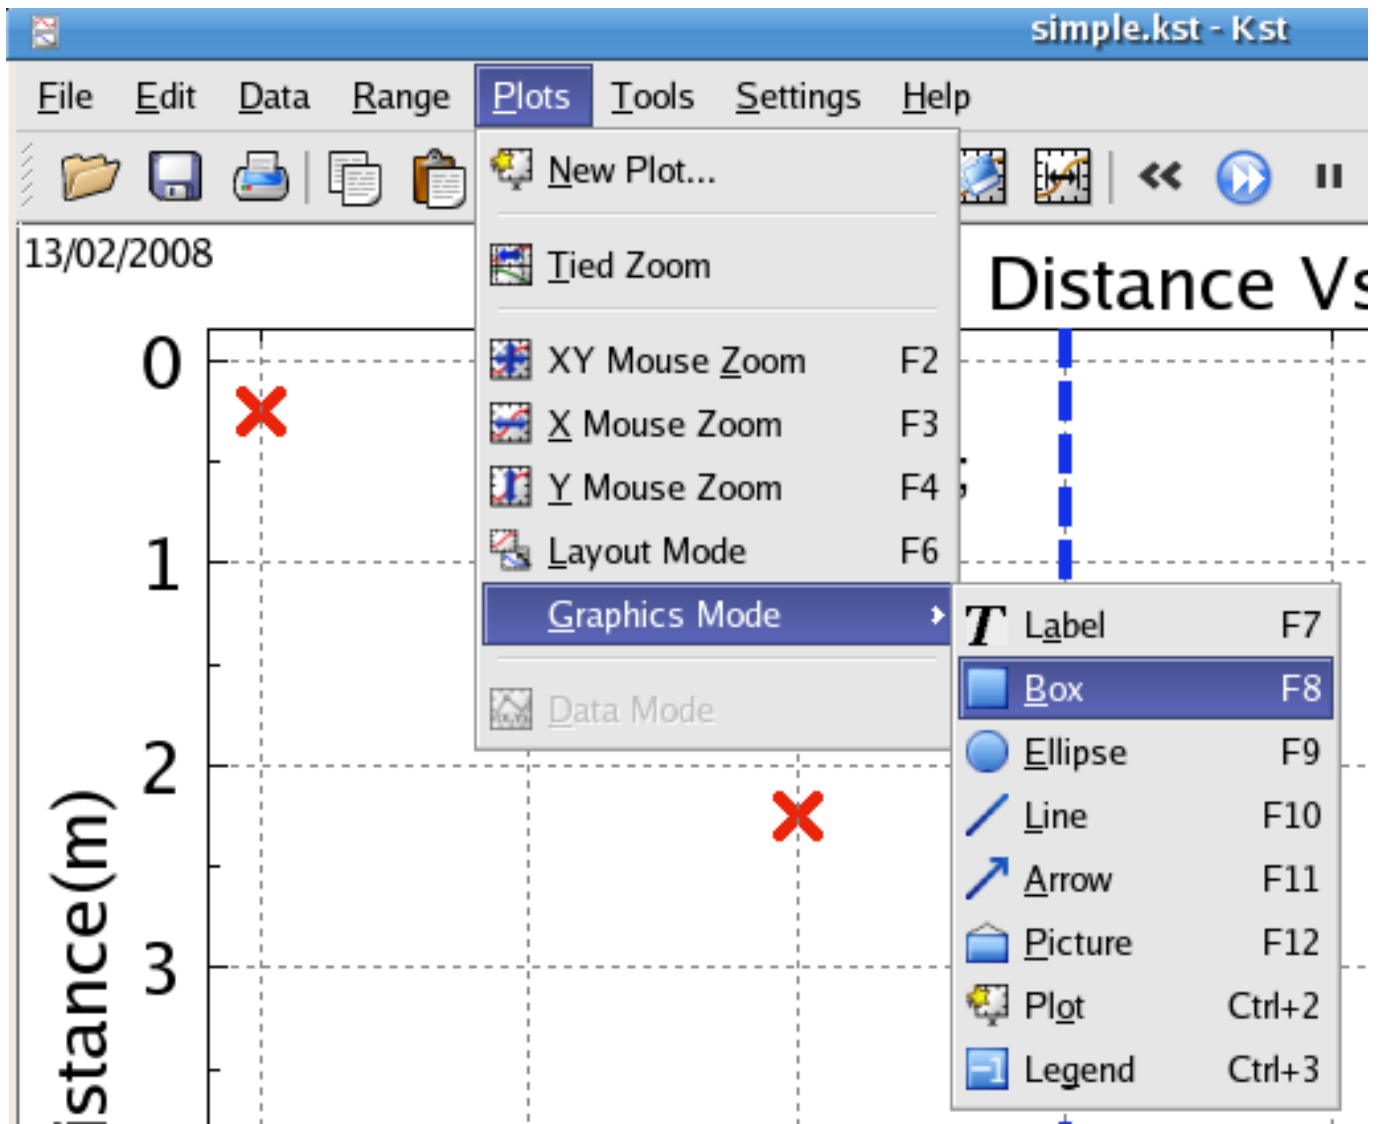 simple.kst - Kst
File Edit Data Range Plots Tools Settings Help
New Plot...
13/02/2008
Tied Zoom
Distance Vs
0
XY Mouse Zoom F2
X Mouse Zoom F3
Y Mouse Zoom F4
;
1
Layout Mode F6
Graphics Mode
Label F7
Box F8
Data Mode
2
Ellipse F9
Line F10
Arrow F11
3
Picture F12
Plot Ctrl+2
Legend Ctrl+3
istance(m)